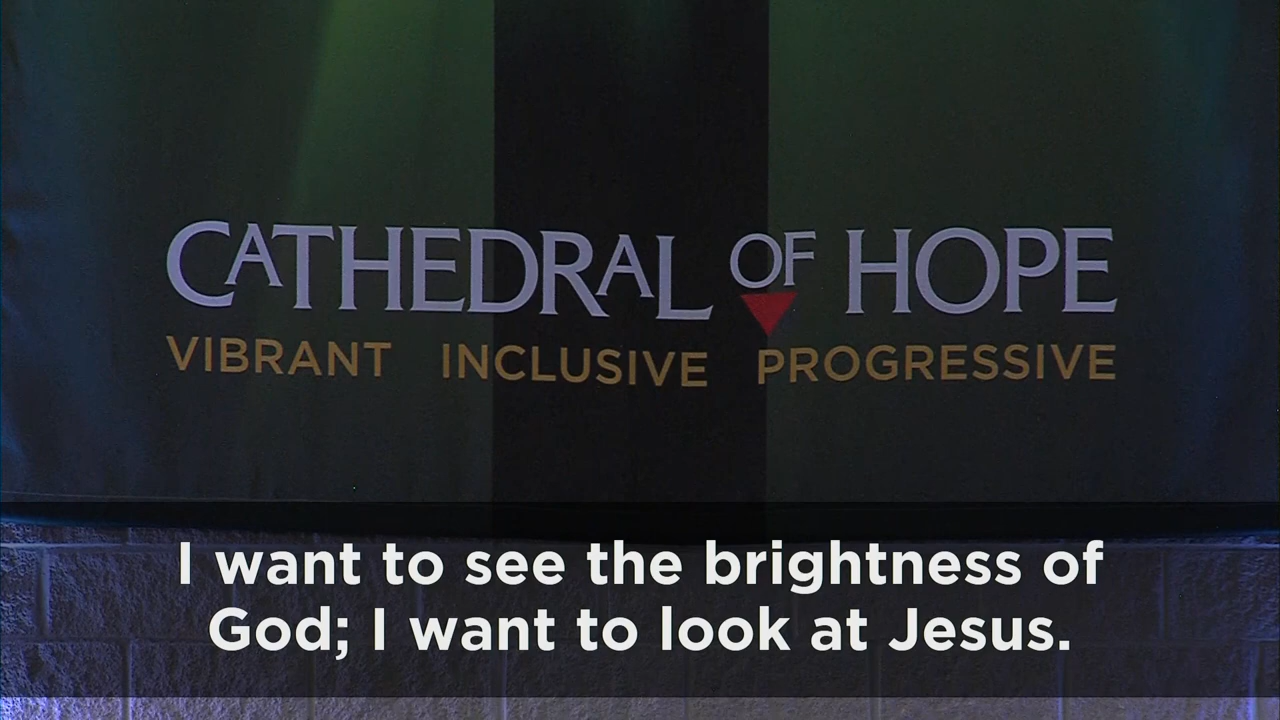 CATHEDRAL OF HOPE
VIBRANT INCLUSIVE PROGRESSIVE
I want to see the brightness of
God; I want to look at Jesus.